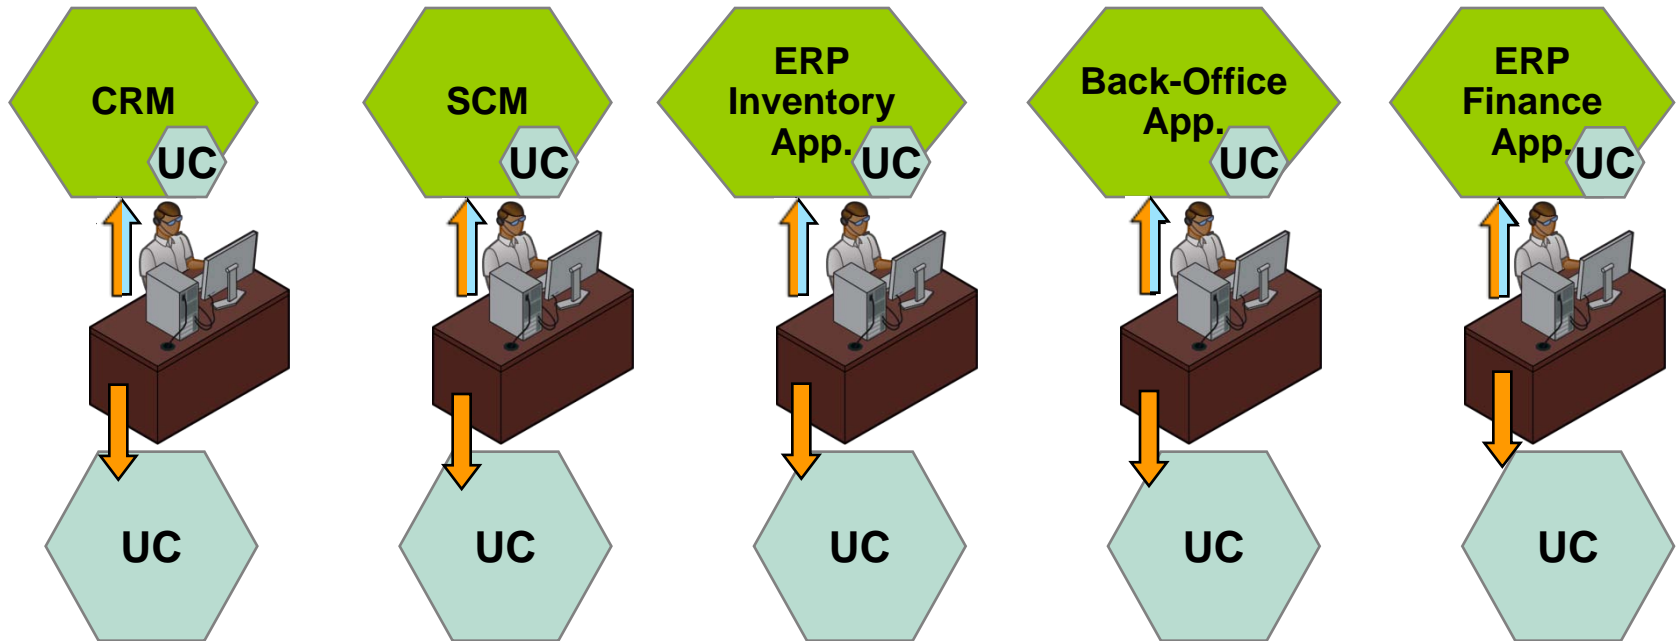 CRM
UC
SCM
UC
ERP
Inventory
App.
UC
Back-Office
App.
UC
ERP
Finance
App.
UC
UC
UC
UC
UC
UC